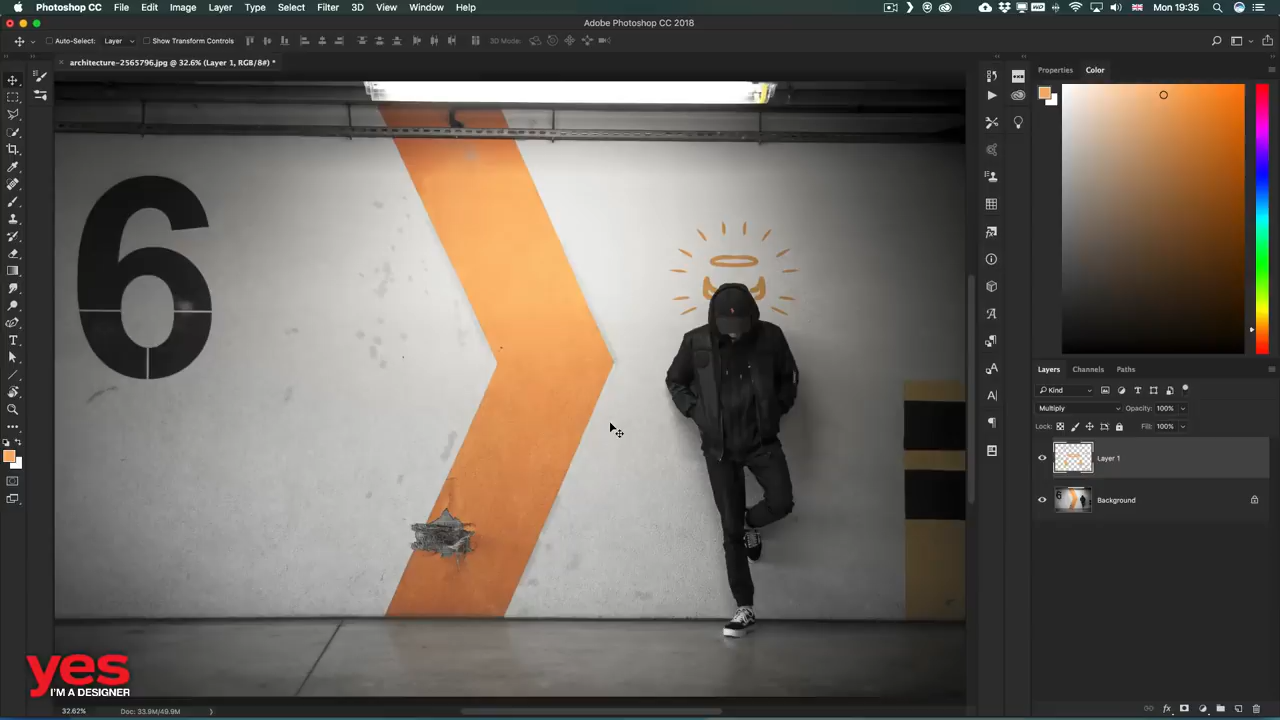 Photoshop CC File Edit Image Layer Type Select Filter 3D View Window Help Mon 19:35
Adobe Photoshop CC 2018
Auto-Select: Layer Show Transform Controls 3D Mode:
architecture-2565796.jpg @ 32.6% (Layer 1, RGB/8#) *
Properties Color
6
Layers Channels Paths
Kind
Multiply Opacity: 100%
Lock: Fill: 100%
Layer 1
Background
yes
I'M A DESIGNER
32.62% Doc: 33.9M/49.9M